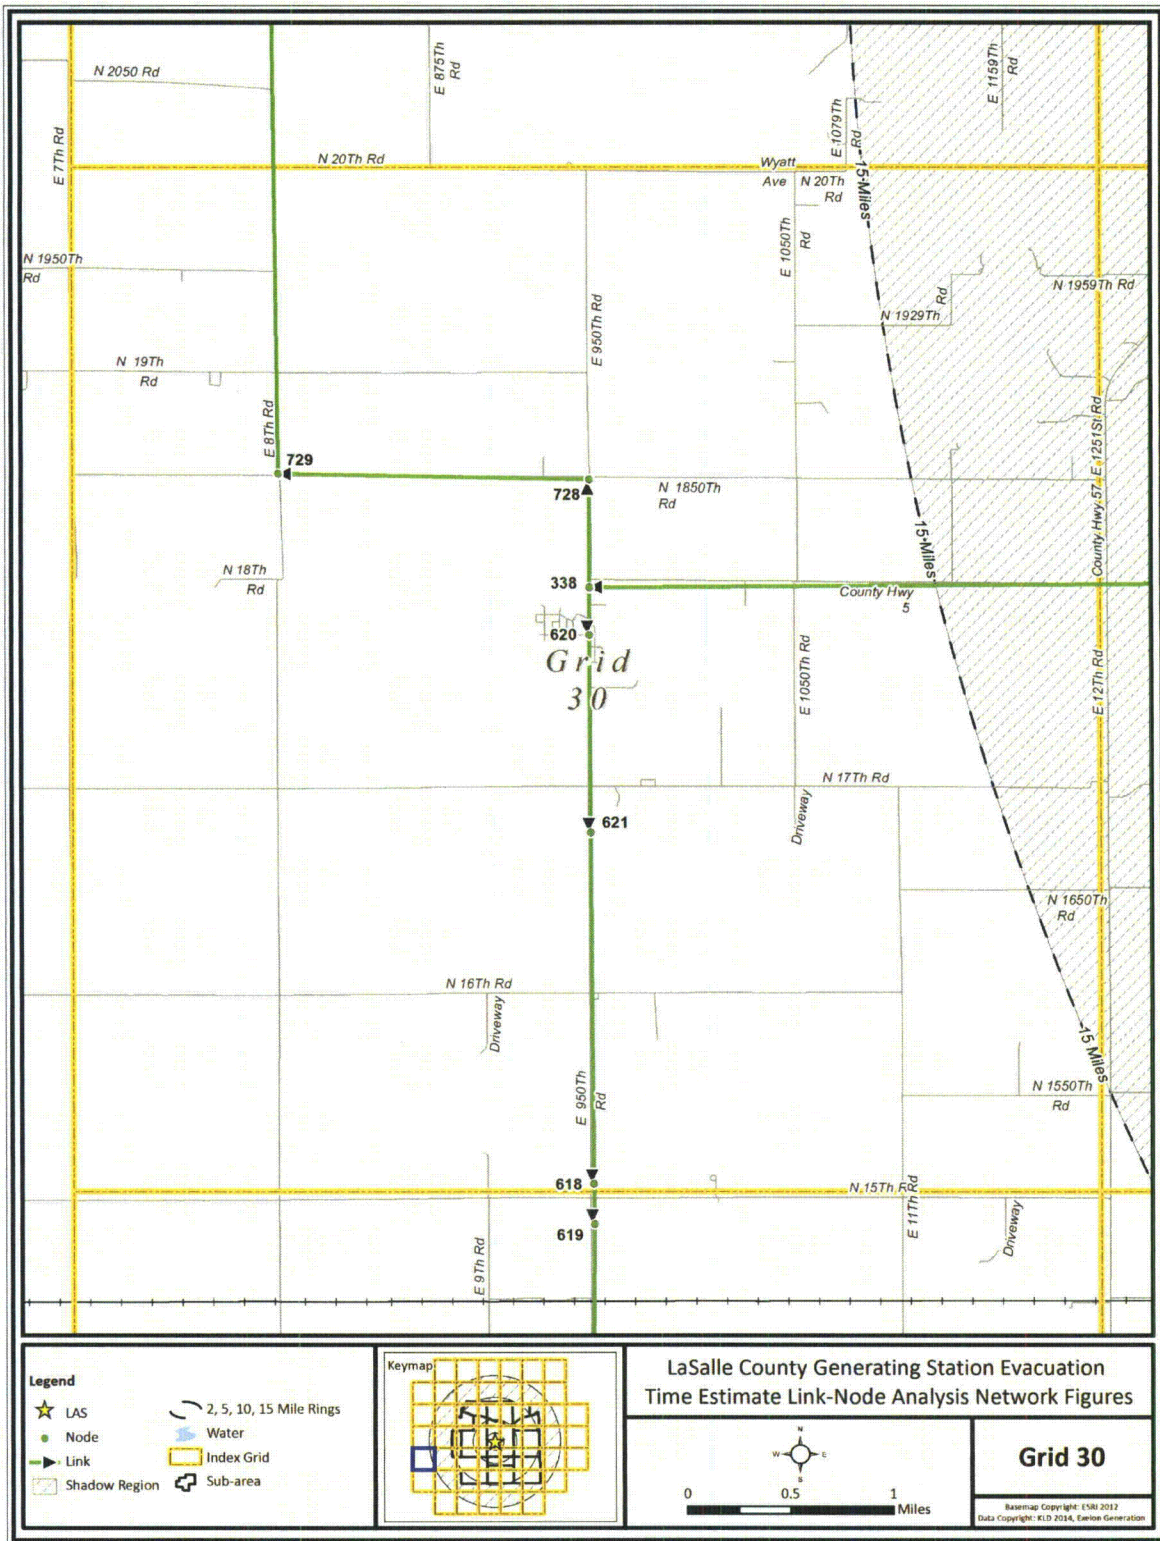 N 2050 Rd
E 875Th
Rd
E 1159Th
Rd
E 1079Th
Rd
E 7Th Rd
N 20Th Rd
Wyatt
Ave
N 20Th
Rd
15 Miles
E 1050Th
Rd
N 1950Th
Rd
N 1959Th Rd
Rd
N 1929Th
E 950Th Rd
N 19Th
Rd
E 8Th Rd
County Hwy 57 E 1251St Rd
729
728
N 1850Th
Rd
15 Miles
N 18Th
Rd
338
County Hwy
5
620
Grid
30
E 1050Th Rd
E 12Th Rd
N 17Th Rd
Driveway
621
N 1650Th
Rd
N 16Th Rd
Driveway
15 Miles
E 950Th
Rd
N 1550Th
Rd
618
N 15Th Rd
E 11Th Rd
619
Driveway
E 9Th Rd
Legend
LAS
Node
Link
Shadow Region
2, 5, 10, 15 Mile Rings
Water
Index Grid
Sub-area
Keymap
LaSalle County Generating Station Evacuation
Time Estimate Link-Node Analysis Network Figures
N
W E
S
0 0.5 1
Miles
Grid 30
Basemap Copyright: ESRI 2012
Data Copyright: KLD 2014, Exelon Generation